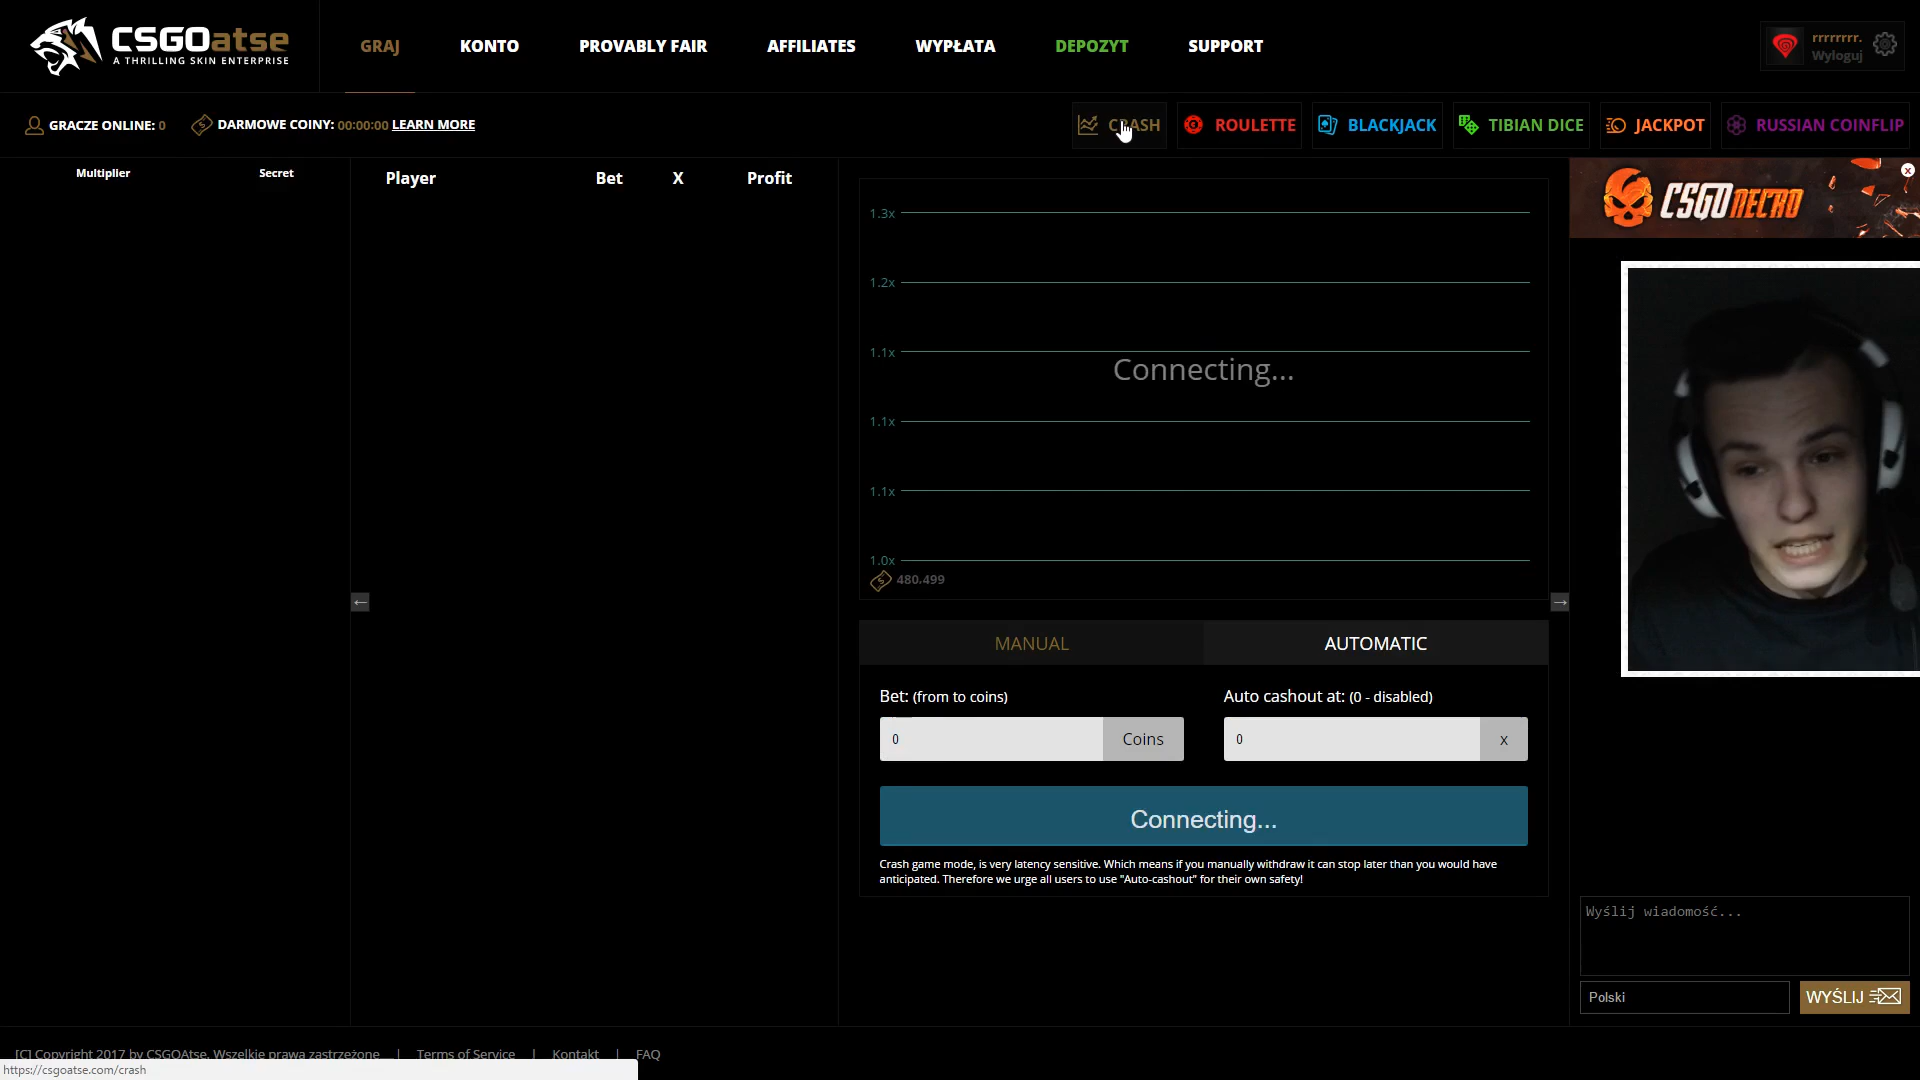 CSGOatse
A THRILLING SKIN ENTERPRISE
GRAJ
KONTO
PROVABLY FAIR
AFFILIATES
WYPŁATA
DEPOZYT
SUPPORT
rrrrrrrr.
Wyloguj
GRACZE ONLINE: 0
DARMOWE COINY: 00:00:00 LEARN MORE
CRASH
ROULETTE
BLACKJACK
TIBIAN DICE
JACKPOT
RUSSIAN COINFLIP
Multiplier
Secret
Player
Bet
X
Profit
CSGONECRO
x
1.3x
1.2x
1.1x
Connecting...
1.1x
1.1x
1.0x
480.499
MANUAL
AUTOMATIC
Bet: (from to coins)
Auto cashout at: (0 - disabled)
0
Coins
0
x
Connecting...
Crash game mode, is very latency sensitive. Which means if you manually withdraw it can stop later than you would have
anticipated. Therefore we urge all users to use "Auto-cashout" for their own safety!
Wyślij wiadomość...
Polski
WYŚLIJ
[C] Copyright 2017 by CSGOAtse. Wszelkie prawa zastrzeżone | Terms of Service | Kontakt | FAQ
https://csgoatse.com/crash